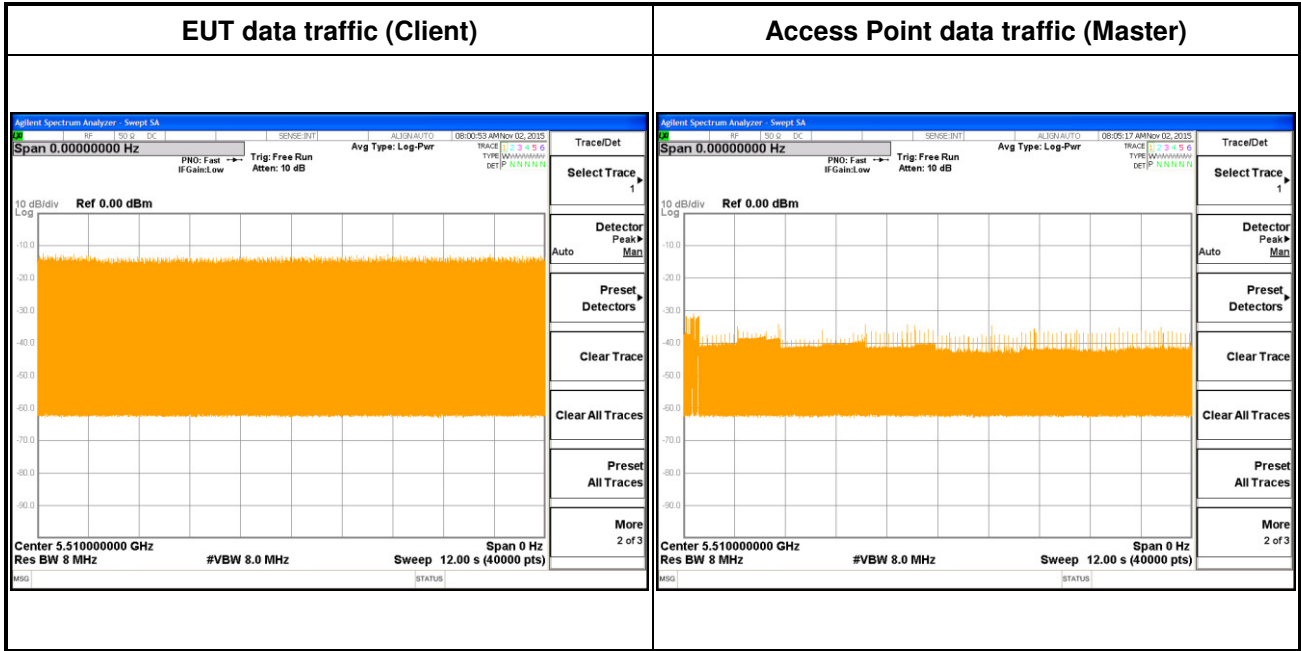 EUT data traffic (Client)
Access Point data traffic (Master)
Agilent Spectrum Analyzer - Swept SA
LXI RF 50 Ω DC SENSE:INT ALIGNAUTO 08:00:53 AM Nov 02, 2015
Span 0.00000000 Hz
PNO: Fast
IFGain:Low
Trig: Free Run
Atten: 10 dB
Avg Type: Log-Pwr
TRACE 1 2 3 4 5 6
TYPE
DET P N N N N N
10 dB/div
Log
Ref 0.00 dBm
-10.0
-20.0
-30.0
-40.0
-50.0
-60.0
-70.0
-80.0
-90.0
Center 5.510000000 GHz
Span 0 Hz
Res BW 8 MHz
#VBW 8.0 MHz
Sweep 12.00 s (40000 pts)
MSG
STATUS
Trace/Det
Select Trace
1
Detector
Peak
Auto Man
Preset
Detectors
Clear Trace
Clear All Traces
Preset
All Traces
More
2 of 3
Agilent Spectrum Analyzer - Swept SA
LXI RF 50 Ω DC SENSE:INT ALIGNAUTO 08:05:17 AM Nov 02, 2015
Span 0.00000000 Hz
PNO: Fast
IFGain:Low
Trig: Free Run
Atten: 10 dB
Avg Type: Log-Pwr
TRACE 1 2 3 4 5 6
TYPE
DET P N N N N N
10 dB/div
Log
Ref 0.00 dBm
-10.0
-20.0
-30.0
-40.0
-50.0
-60.0
-70.0
-80.0
-90.0
Center 5.510000000 GHz
Span 0 Hz
Res BW 8 MHz
#VBW 8.0 MHz
Sweep 12.00 s (40000 pts)
MSG
STATUS
Trace/Det
Select Trace
1
Detector
Peak
Auto Man
Preset
Detectors
Clear Trace
Clear All Traces
Preset
All Traces
More
2 of 3